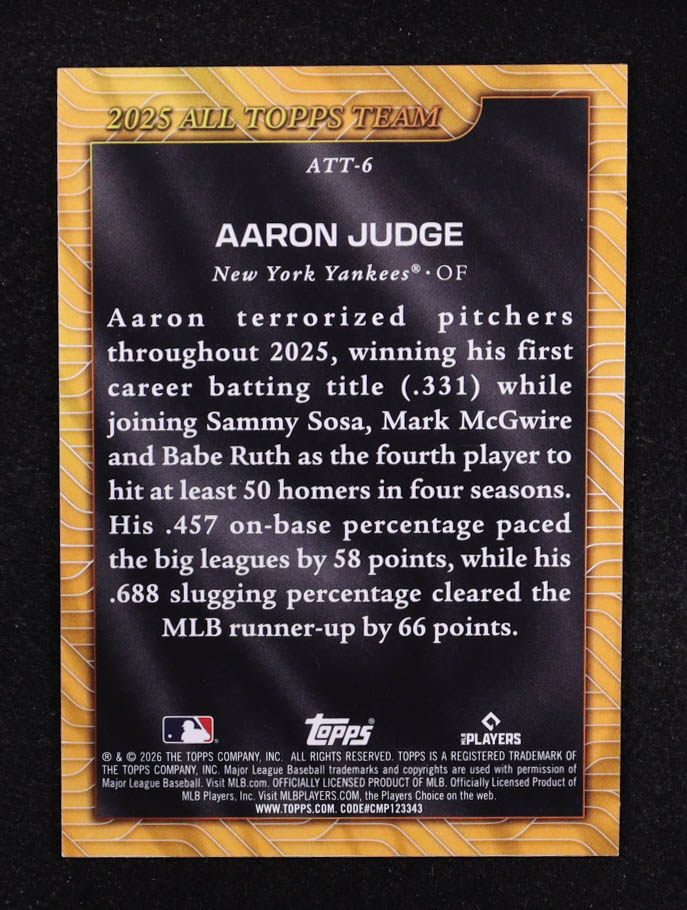 2025 ALL TOPPS TEAM
ATT-6
AARON JUDGE
New York Yankees® • OF
Aaron terrorized pitchers
throughout 2025, winning his first
career batting title (.331) while
joining Sammy Sosa, Mark McGwire
and Babe Ruth as the fourth player to
hit at least 50 homers in four seasons.
His .457 on-base percentage paced
the big leagues by 58 points, while his
.688 slugging percentage cleared the
MLB runner-up by 66 points.
Topps® MLB PLAYERS
® & © 2026 THE TOPPS COMPANY, INC. ALL RIGHTS RESERVED. TOPPS IS A REGISTERED TRADEMARK OF
THE TOPPS COMPANY, INC. Major League Baseball trademarks and copyrights are used with permission of
Major League Baseball. Visit MLB.com. OFFICIALLY LICENSED PRODUCT OF MLB. Officially Licensed Product of
MLB Players, Inc. Visit MLBPLAYERS.COM, the Players Choice on the web.
WWW.TOPPS.COM. CODE#CMP123343